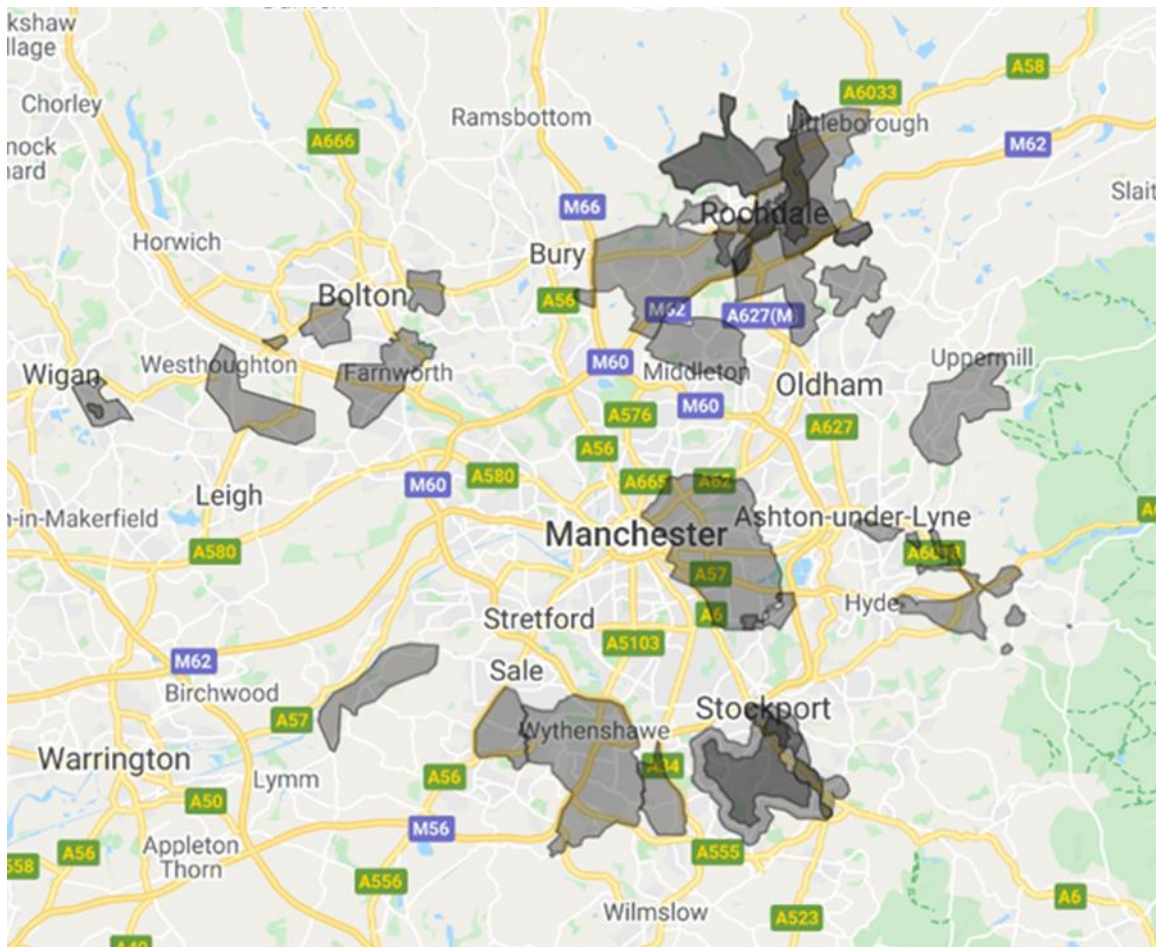 kshaw
llage
A58
Chorley
A6033
Ramsbottom
Littleborough
A666
M62
nock
hard
Slait
M66
Rochdale
Horwich
Bury
Bolton
A56
M62
A627(M)
Westhoughton
Wigan
Farnworth
M60
Middleton
Uppermill
Oldham
M60
A576
A627
A56
A580
M60
A665
A62
Leigh
n-in-Makerfield
Manchester
Ashton-under-Lyne
A580
A57
Hyde
A6
Stretford
A5103
M62
Sale
Birchwood
A57
Stockport
Wythenshawe
Warrington
A34
Lymm
A56
A50
M56
A56
Appleton
Thorn
A555
558
A556
A6
Wilmslow
A523